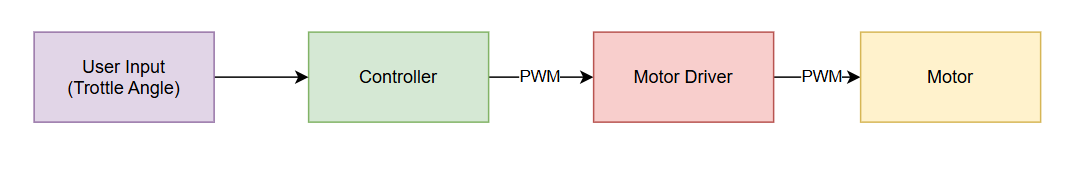 User Input
(Trottle Angle)
Controller
PWM
Motor Driver
PWM
Motor